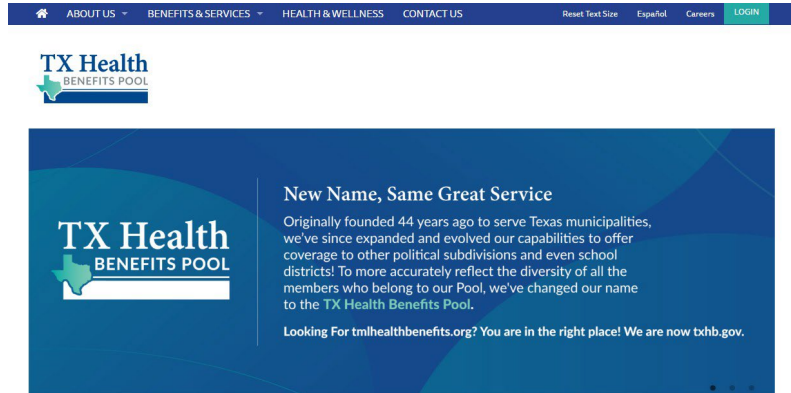 ABOUT US BENEFITS & SERVICES HEALTH & WELLNESS CONTACT US Reset Text Size Español Careers LOGIN
TX Health
BENEFITS POOL
New Name, Same Great Service
Originally founded 44 years ago to serve Texas municipalities,
we've since expanded and evolved our capabilities to offer
coverage to other political subdivisions and even school
districts! To more accurately reflect the diversity of all the
members who belong to our Pool, we've changed our name
to the TX Health Benefits Pool.
Looking For tmlhealthbenefits.org? You are in the right place! We are now txhb.gov.
TX Health
BENEFITS POOL